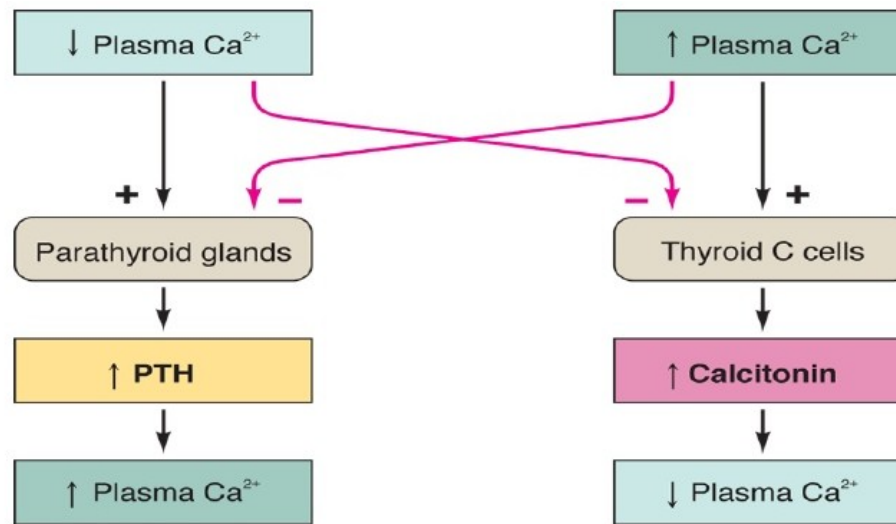 ↓ Plasma Ca²⁺
↑ Plasma Ca²⁺
+
−
−
+
Parathyroid glands
Thyroid C cells
↑ PTH
↑ Calcitonin
↑ Plasma Ca²⁺
↓ Plasma Ca²⁺